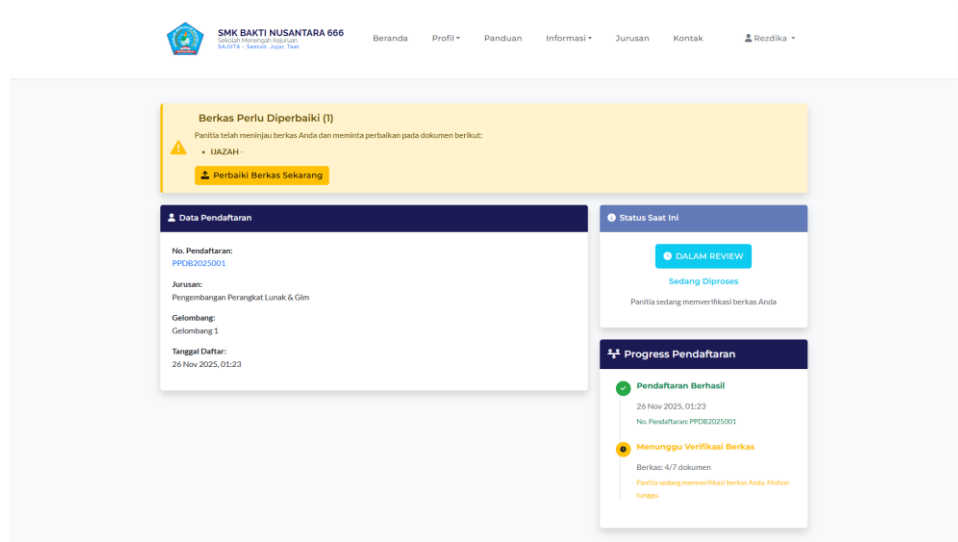 SMK BAKTI NUSANTARA 666
Sekolah Menengah Kejuruan
SAJUTA - Santun, Jujur, Taat
Beranda
Profil
Panduan
Informasi
Jurusan
Kontak
Rezdika
Berkas Perlu Diperbaiki (1)
Panitia telah meninjau berkas Anda dan meminta perbaikan pada dokumen berikut:
• IJAZAH -
Perbaiki Berkas Sekarang
Data Pendaftaran
No. Pendaftaran:
PPDB2025001
Jurusan:
Pengembangan Perangkat Lunak & Gim
Gelombang:
Gelombang 1
Tanggal Daftar:
26 Nov 2025, 01:23
Status Saat Ini
DALAM REVIEW
Sedang Diproses
Panitia sedang memverifikasi berkas Anda
Progress Pendaftaran
Pendaftaran Berhasil
26 Nov 2025, 01:23
No. Pendaftaran: PPDB2025001
Menunggu Verifikasi Berkas
Berkas: 4/7 dokumen
Panitia sedang memverifikasi berkas Anda. Mohon
tunggu.